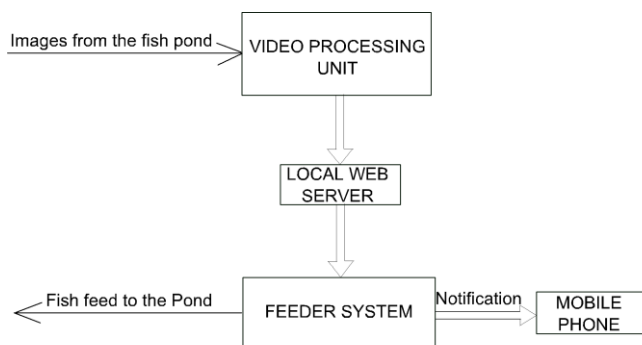 Images from the fish pond
VIDEO PROCESSING
UNIT
LOCAL WEB
SERVER
Fish feed to the Pond
FEEDER SYSTEM
Notification
MOBILE
PHONE